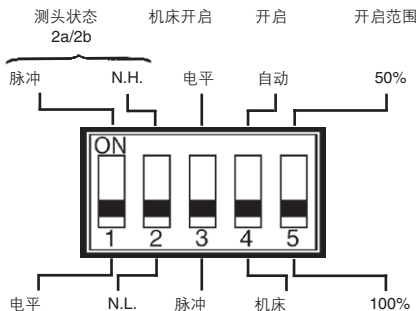 测头状态 机床开启 开启 开启范围
2a/2b
脉冲 N.H. 电平 自动 50%
ON
1 2 3 4 5
电平 N.L. 脉冲 机床 100%